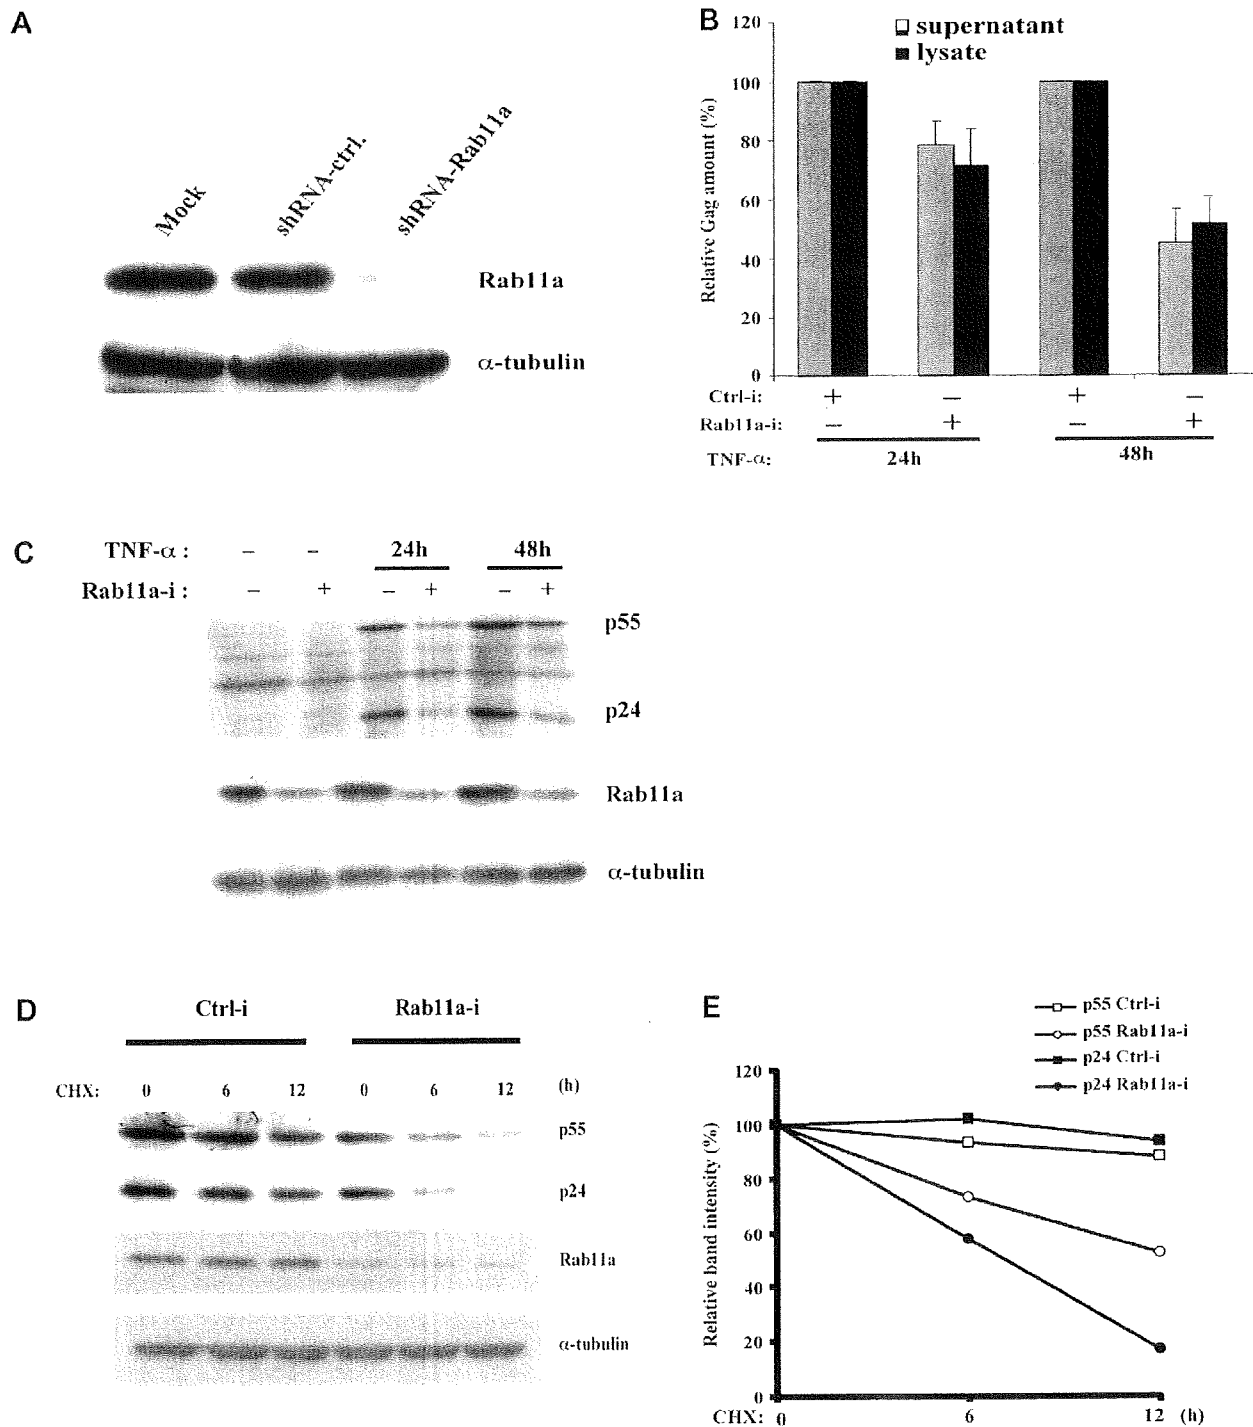 A
Mock
shRNA-ctrl.
shRNA-Rab11a
Rab11a
α-tubulin
B
supernatant
lysate
Relative Gag amount (%)
120
100
80
60
40
20
0
Ctrl-i: + – + –
Rab11a-i: – + – +
TNF-α: 24h 48h
C
TNF-α : – – 24h 48h
Rab11a-i : – + – + – +
p55
p24
Rab11a
α-tubulin
D
Ctrl-i Rab11a-i
CHX: 0 6 12 0 6 12 (h)
p55
p24
Rab11a
α-tubulin
E
p55 Ctrl-i
p55 Rab11a-i
p24 Ctrl-i
p24 Rab11a-i
Relative band intensity (%)
120
100
80
60
40
20
0
CHX: 0 6 12 (h)